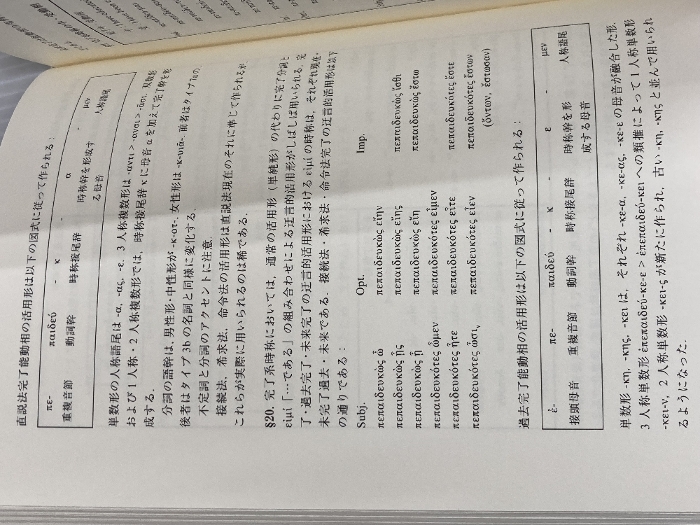 直説法完了能動相の活用形は以下の図式に従って作られる：
πε- παιδεύ - κ - α - μεν
重複音節 動詞幹 時称接尾辞 時称幹を形成す 人称語尾
る母音
単数形の人称語尾は -α, -ας, -ε. 3人称複数形は -αντι > -ανσι > -ᾱσι. 双数形
および1人称・2人称複数形では，時称接尾辞 κ に母音 α を加えて完了幹を形
成する.
分詞の語幹は，男性形・中性形が -κ-οτ-, 女性形は -κ-υιᾱ-. 前者はタイプ
後者はタイプ3bの名詞と同様に変化する.
不定詞と分詞のアクセントに注意.
接続法，希求法，命令法の活用形は直説法現在のそれに準じて作られるが
これらが実際に用いられるのは稀である.
§20. 完了系時称においては，通常の活用形（単純形）の代わりに完了分詞と
εἰμί「…である」の組み合わせによる迂言的活用形がしばしば用いられる. 完
了・過去完了・未来完了の迂言的活用形における εἰμί の時称は，それぞれ現在・
未完了過去・未来である. 接続法・希求法・命令法完了の迂言的活用形は以下
の通りである：
Subj. Opt. Imp.
πεπαιδευκὼς ὦ πεπαιδευκὼς εἴην
πεπαιδευκὼς ᾖς πεπαιδευκὼς εἴης πεπαιδευκὼς ἴσθι
πεπαιδευκὼς ᾖ πεπαιδευκὼς εἴη πεπαιδευκὼς ἔστω
πεπαιδευκότες ὦμεν πεπαιδευκότες εἶμεν
πεπαιδευκότες ἦτε πεπαιδευκότες εἶτε πεπαιδευκότες ἔστε
πεπαιδευκότες ὦσι, πεπαιδευκότες εἶεν πεπαιδευκότες ἔστων
(ὄντων, ἔστωσαν)
過去完了能動相の活用形は以下の図式に従って作られる：
ἐ- πε- παιδεύ - κ - ε - μεν
接頭母音 重複音節 動詞幹 時称接尾辞 時称幹を形 人称語尾
成する母音
単数形 -κη, -κης, -κει は，それぞれ -κε-α, -κε-ας, -κε-ε の母音が融合した形.
3人称単数形 ἐπεπαιδεύ-κε-ε > ἐπεπαιδεύ-κει への類推によって1人称単数形
-κει-ν, 2人称単数形 -κει-ς が新たに作られ，古い -κη, -κης と並んで用いられ
るようになった.